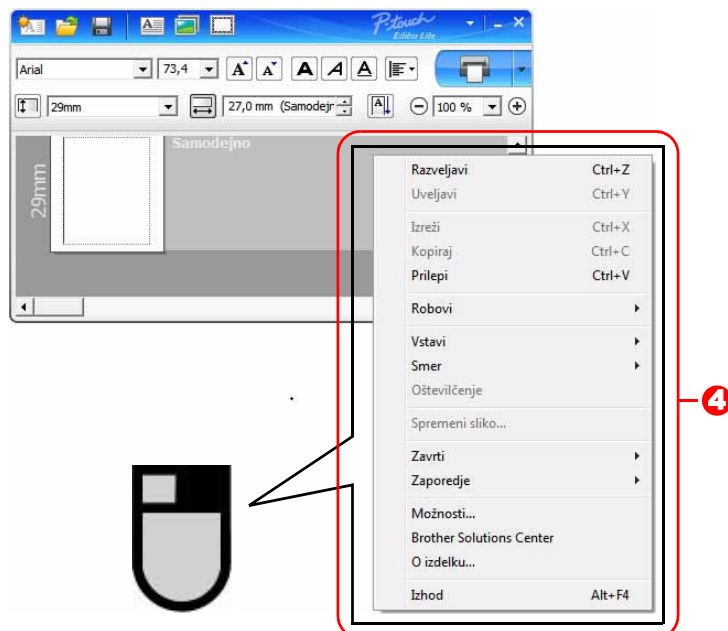 P-touch
Editor Lite
Arial 73,4 A A A A A
29mm 27,0 mm (Samodejr A 100 %
Samodejno
29mm
Razveljavi Ctrl+Z
Uveljavi Ctrl+Y
Izreži Ctrl+X
Kopiraj Ctrl+C
Prilepi Ctrl+V
Robovi
Vstavi
Smer
Oštevilčenje
Spremeni sliko...
Zavrti
Zaporedje
Možnosti...
Brother Solutions Center
O izdelku...
Izhod Alt+F4
4